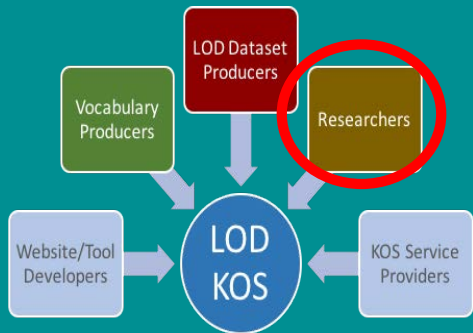 LOD Dataset
Producers
Vocabulary
Producers
Researchers
Website/Tool
Developers
LOD
KOS
KOS Service
Providers